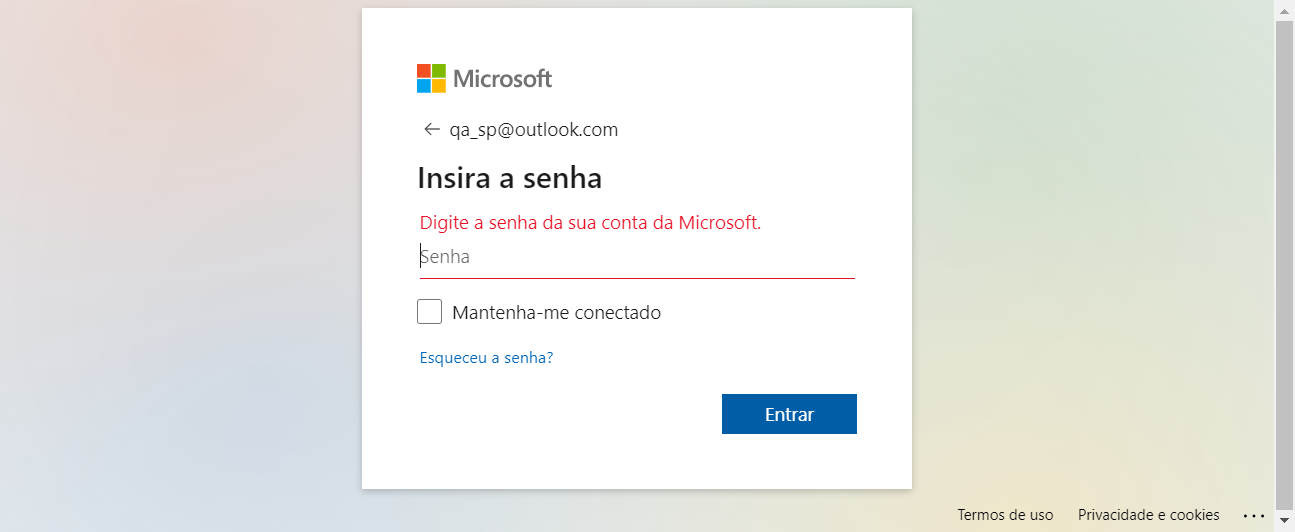 Microsoft
qa_sp@outlook.com
Insira a senha
Digite a senha da sua conta da Microsoft.
Senha
Mantenha-me conectado
Esqueceu a senha?
Entrar
Termos de uso Privacidade e cookies ...